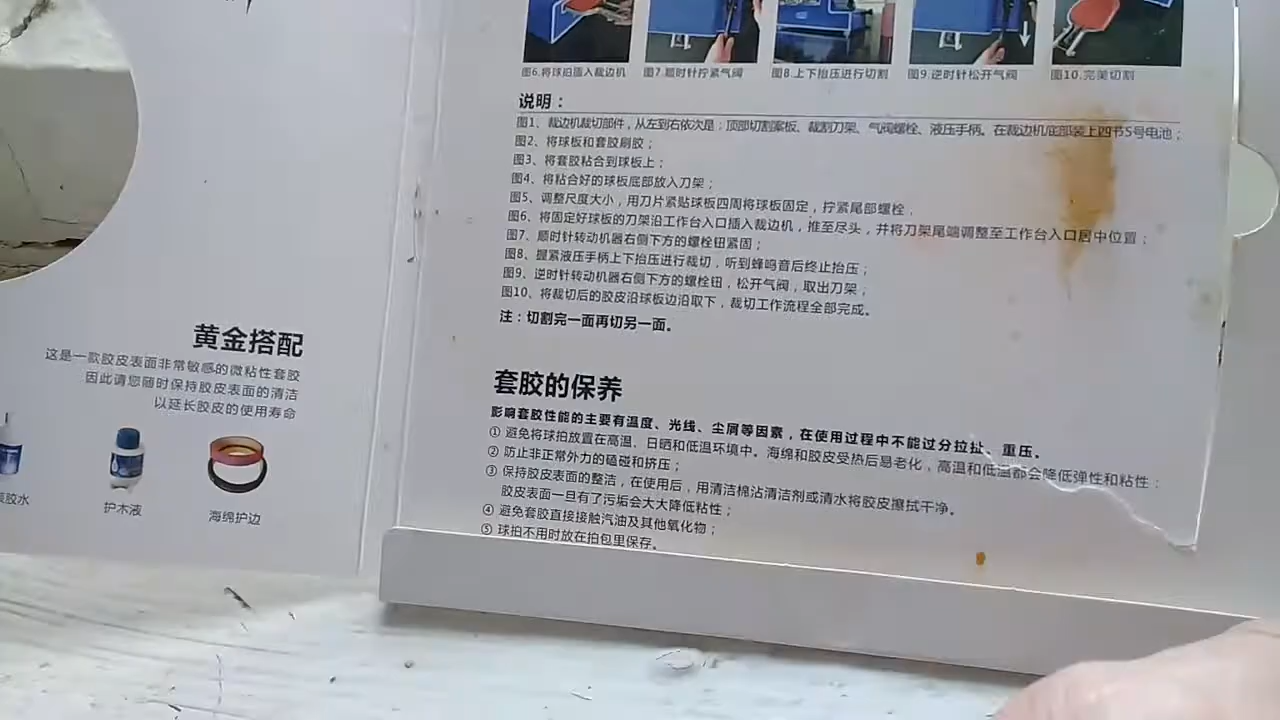 图6.将球拍插入裁边机
图7.顺时针拧紧气阀
图8.上下抬压进行切割
图9.逆时针松开气阀
图10.完美切割
说明：
图1、裁边机裁切部件，从左到右依次是：顶部切割案板、裁割刀架、气阀螺栓、液压手柄。在裁边机底部装上四节5号电池；
图2、将球板和套胶刷胶；
图3、将套胶粘合到球板上；
图4、将粘合好的球板底部放入刀架；
图5、调整尺度大小，用刀片紧贴球板四周将球板固定，拧紧尾部螺栓，
图6、将固定好球板的刀架沿工作台入口插入裁边机，推至尽头，并将刀架尾端调整至工作台入口居中位置；
图7、顺时针转动机器右侧下方的螺栓钮紧固；
图8、握紧液压手柄上下抬压进行裁切，听到蜂鸣音后终止抬压；
图9、逆时针转动机器右侧下方的螺栓钮，松开气阀，取出刀架；
图10、将裁切后的胶皮沿球板边沿取下，裁切工作流程全部完成。
注：切割完一面再切另一面。
套胶的保养
影响套胶性能的主要有温度、光线、尘屑等因素，在使用过程中不能过分拉扯、重压。
① 避免将球拍放置在高温、日晒和低温环境中。海绵和胶皮受热后易老化，高温和低温都会降低弹性和粘性；
② 防止非正常外力的磕碰和挤压；
③ 保持胶皮表面的整洁，在使用后，用清洁棉沾清洁剂或清水将胶皮擦拭干净。
胶皮表面一旦有了污垢会大大降低粘性；
④ 避免套胶直接接触汽油及其他氧化物；
⑤ 球拍不用时放在拍包里保存。
黄金搭配
这是一款胶皮表面非常敏感的微粘性套胶
因此请您随时保持胶皮表面的清洁
以延长胶皮的使用寿命
胶水
护木液
海绵护边